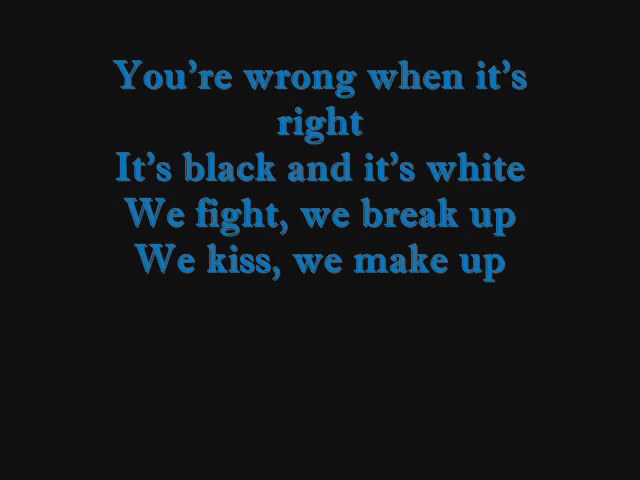 You're wrong when it's
right
It's black and it's white
We fight, we break up
We kiss, we make up